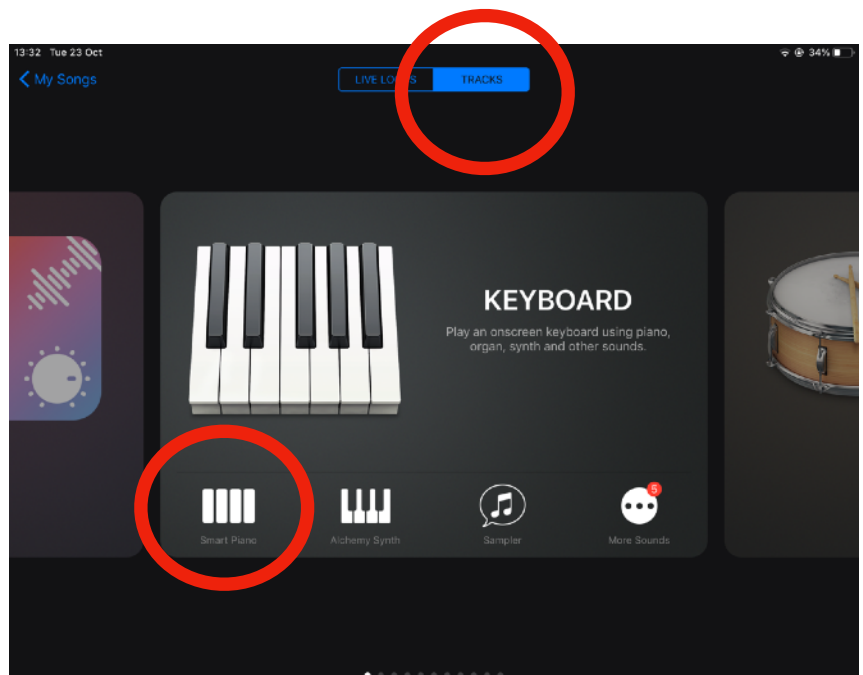 13:32 Tue 23 Oct
34%
My Songs
LIVE LOOPS
TRACKS
KEYBOARD
Play an onscreen keyboard using piano,
organ, synth and other sounds.
5
Smart Piano
Alchemy Synth
Sampler
More Sounds